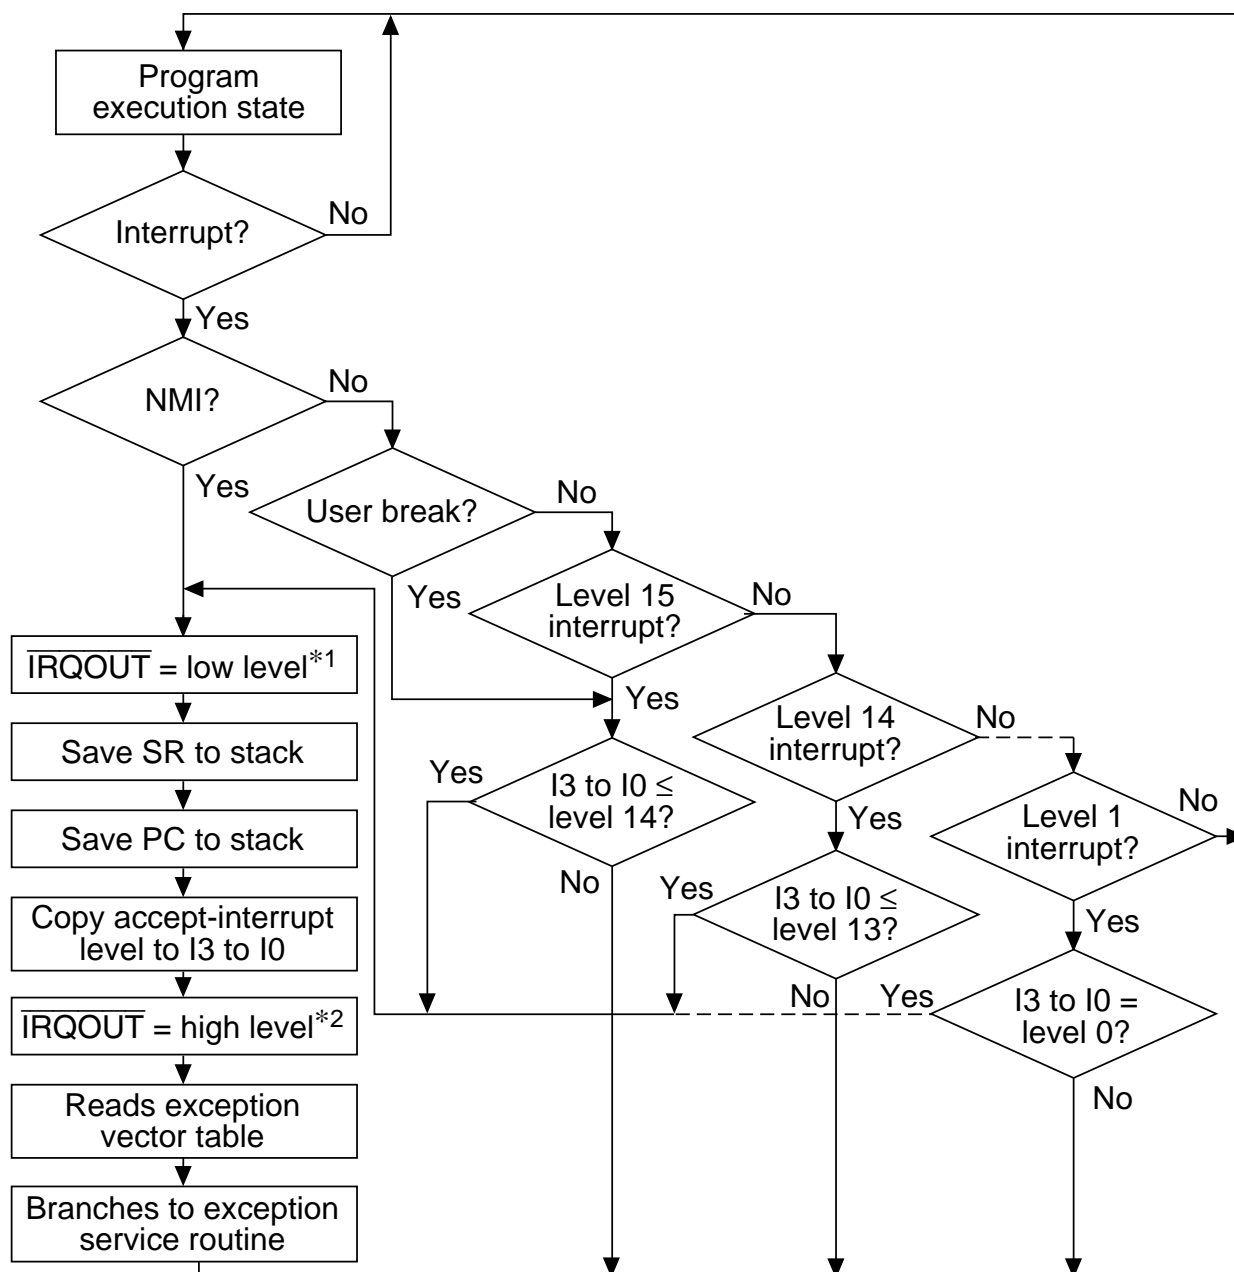 Program
execution state
Interrupt?
No
Yes
NMI?
No
Yes
User break?
No
Yes
Level 15
interrupt?
No
Yes
IRQOUT = low level*1
Level 14
interrupt?
No
Yes
Save SR to stack
I3 to I0 ≤
level 14?
Yes
No
Level 1
interrupt?
No
Yes
Save PC to stack
I3 to I0 ≤
level 13?
Yes
No
Copy accept-interrupt
level to I3 to I0
I3 to I0 =
level 0?
Yes
No
IRQOUT = high level*2
Reads exception
vector table
Branches to exception
service routine